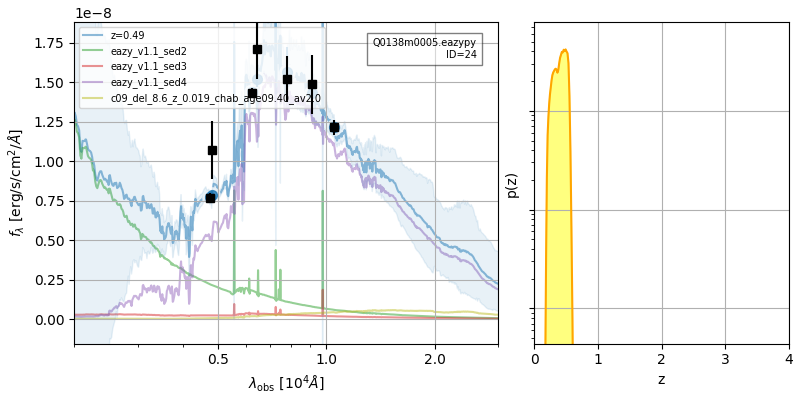 1e−8
z=0.49
eazy_v1.1_sed2
eazy_v1.1_sed3
eazy_v1.1_sed4
c09_del_8.6_z_0.019_chab_age09.40_av2.0
Q0138m0005.eazypy
ID=24
1.75
1.50
1.25
1.00
0.75
0.50
0.25
0.00
fλ [erg/s/cm²/Å]
0.5
1.0
2.0
λobs [10⁴Å]
p(z)
0
1
2
3
4
z